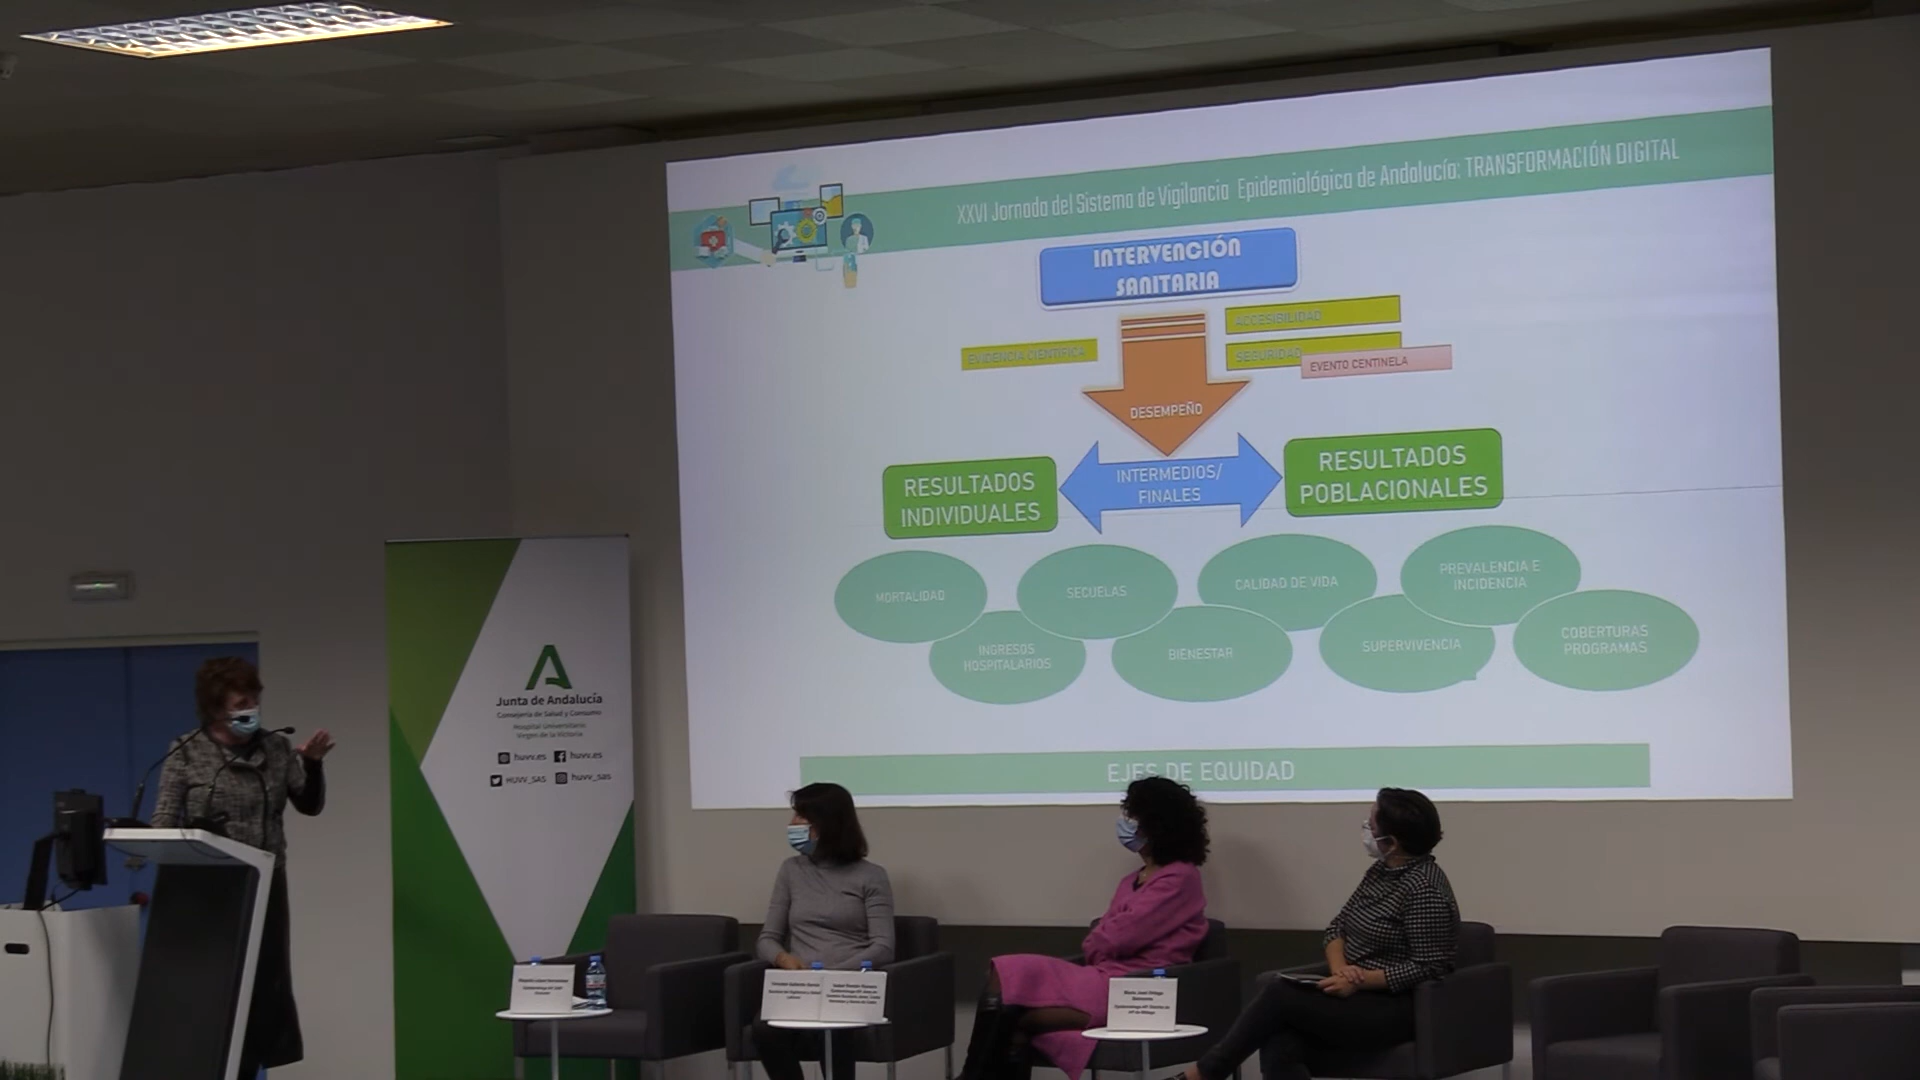 XXVI Jornada del Sistema de Vigilancia Epidemiológica de Andalucía: TRANSFORMACIÓN DIGITAL
INTERVENCIÓN
SANITARIA
ACCESIBILIDAD
EVIDENCIA CIENTÍFICA
SEGURIDAD
EVENTO CENTINELA
DESEMPEÑO
RESULTADOS
INDIVIDUALES
INTERMEDIOS/
FINALES
RESULTADOS
POBLACIONALES
MORTALIDAD
SECUELAS
CALIDAD DE VIDA
PREVALENCIA E
INCIDENCIA
INGRESOS
HOSPITALARIOS
BIENESTAR
SUPERVIVENCIA
COBERTURAS
PROGRAMAS
EJES DE EQUIDAD
Junta de Andalucía
Consejería de Salud y Consumo
Hospital Universitario
Virgen de la Victoria
huvv.es huvv.es
HUVV_SAS huvv_sas